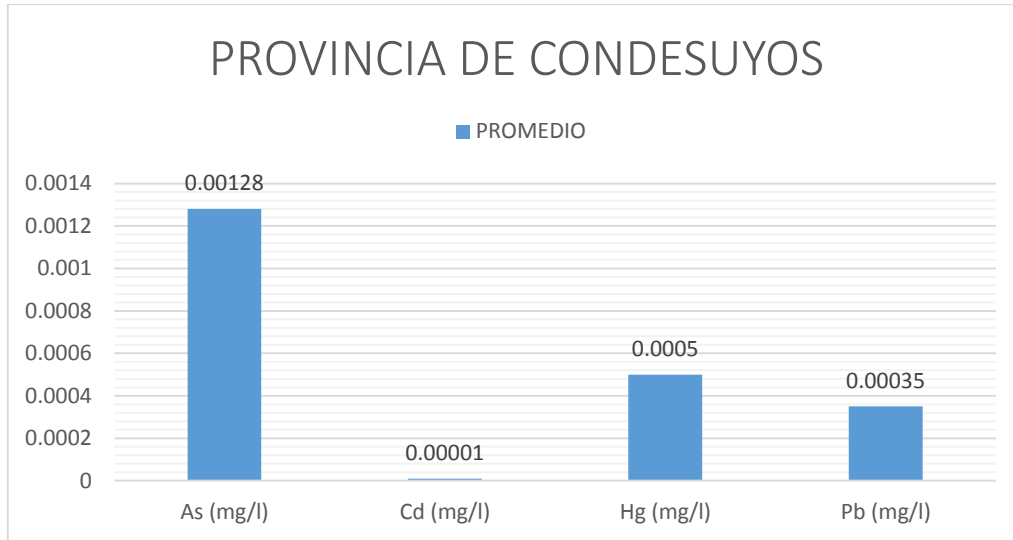 PROVINCIA DE CONDESUYOS
PROMEDIO
0.0014
0.0012
0.001
0.0008
0.0006
0.0004
0.0002
0
0.00128
0.00001
0.0005
0.00035
As (mg/l)
Cd (mg/l)
Hg (mg/l)
Pb (mg/l)